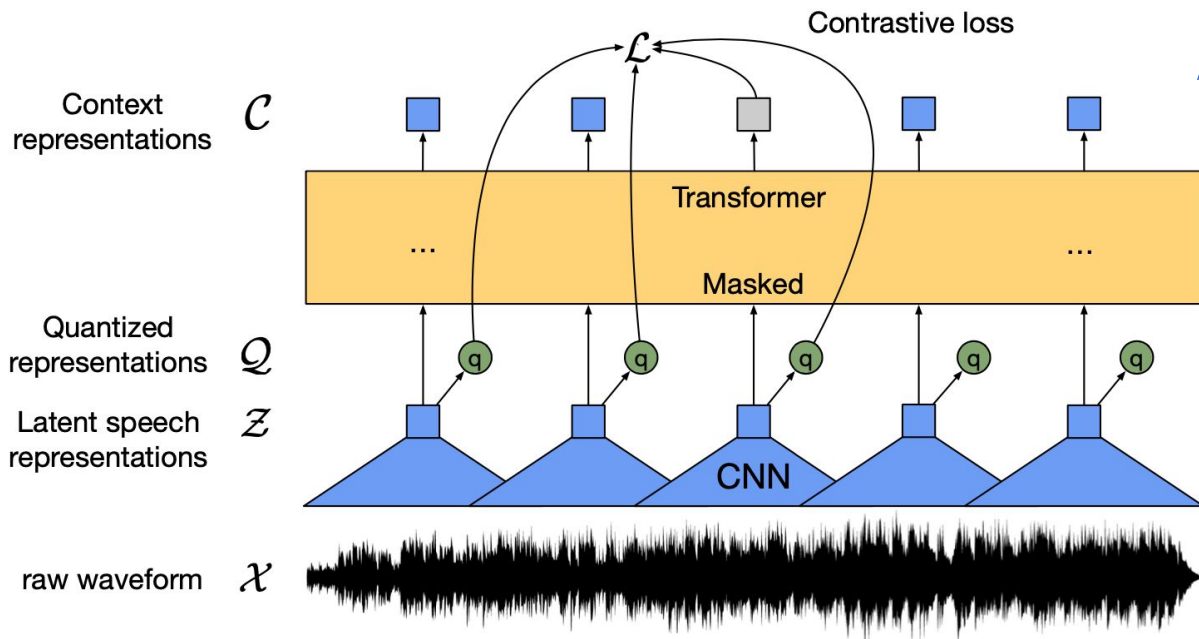 Contrastive loss
ℒ
Context
representations
𝒞
Transformer
... ...
Masked
Quantized
representations
𝒬
q q q q q
Latent speech
representations
𝒵
CNN
raw waveform
𝒳